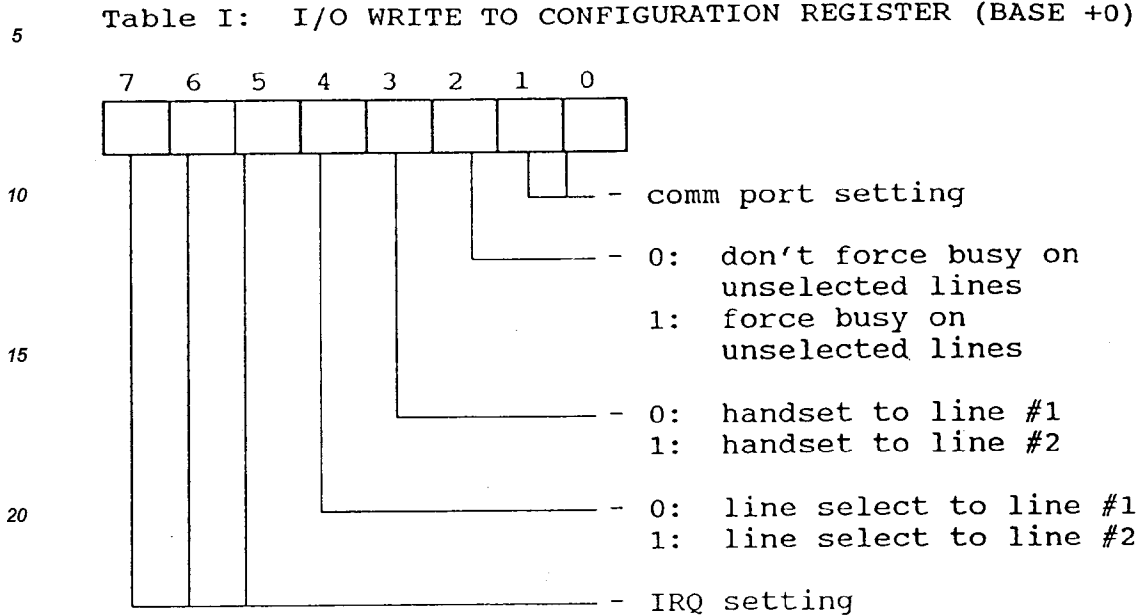 Table I: I/O WRITE TO CONFIGURATION REGISTER (BASE +0)
5
7 6 5 4 3 2 1 0
10
- comm port setting
- 0: don't force busy on
unselected lines
1: force busy on
15
unselected lines
- 0: handset to line #1
1: handset to line #2
20
- 0: line select to line #1
1: line select to line #2
- IRQ setting